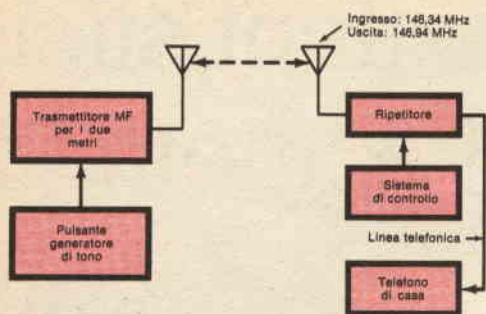 Ingresso: 146,34 MHz
Uscita: 146,94 MHz
Trasmettitore MF
per i due
metri
Pulsante
generatore
di tono
Ripetitore
Sistema
di controllo
Linea telefonica
Telefono
di casa